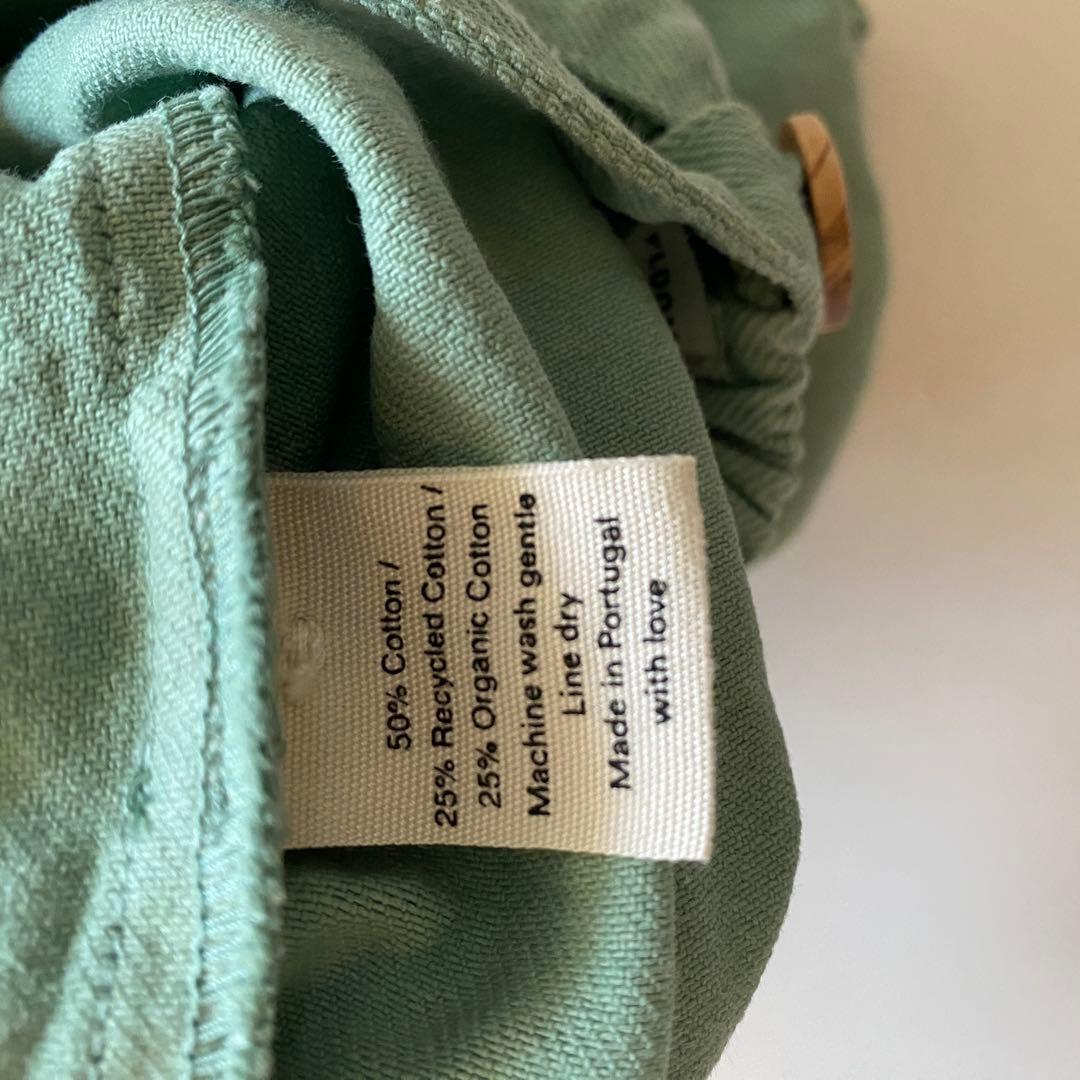 50% Cotton /
25% Recycled Cotton /
25% Organic Cotton
Machine wash gentle
Line dry
Made in Portugal
with love